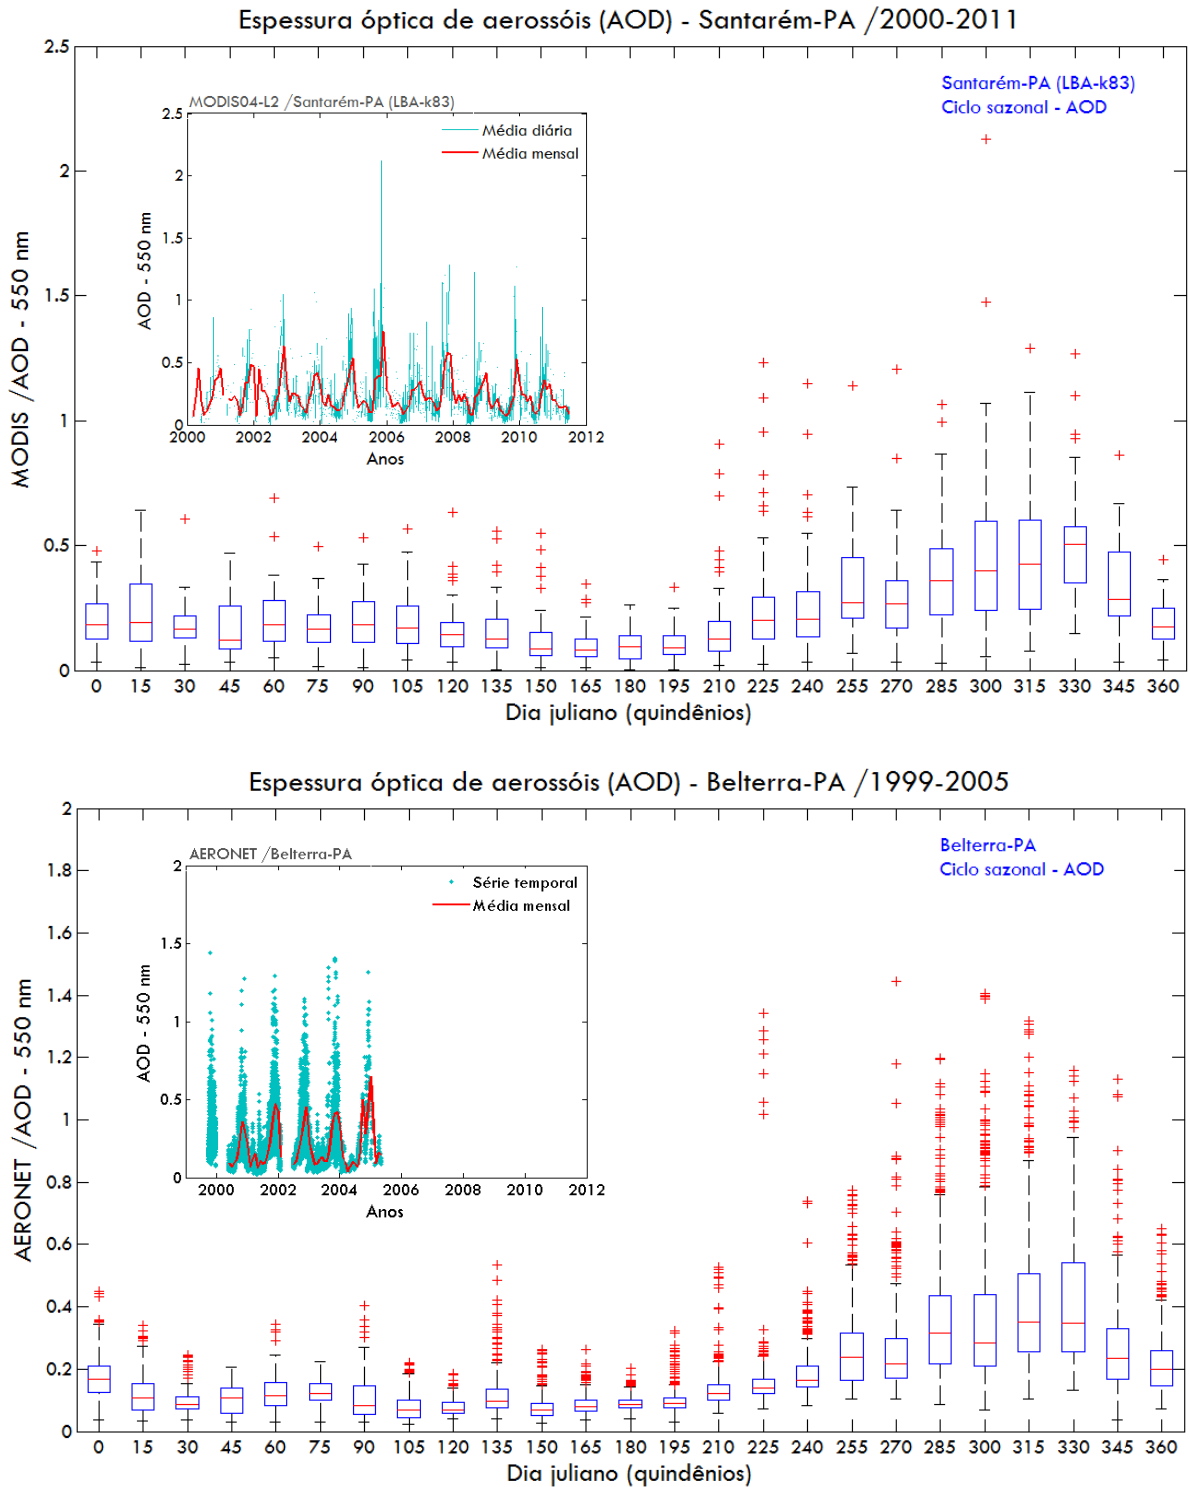 Espessura óptica de aerossóis (AOD) - Santarém-PA /2000-2011
2.5
2
1.5
1
0.5
0
MODIS /AOD - 550 nm
Santarém-PA (LBA-k83)
Ciclo sazonal - AOD
MODIS04-L2 /Santarém-PA (LBA-k83)
2.5
2
1.5
1
0.5
0
AOD - 550 nm
Média diária
Média mensal
2000 2002 2004 2006 2008 2010 2012
Anos
0 15 30 45 60 75 90 105 120 135 150 165 180 195 210 225 240 255 270 285 300 315 330 345 360
Dia juliano (quindênios)
Espessura óptica de aerossóis (AOD) - Belterra-PA /1999-2005
2
1.8
1.6
1.4
1.2
1
0.8
0.6
0.4
0.2
0
AERONET /AOD - 550 nm
Belterra-PA
Ciclo sazonal - AOD
AERONET /Belterra-PA
2
1.5
1
0.5
0
AOD - 550 nm
Série temporal
Média mensal
2000 2002 2004 2006 2008 2010 2012
Anos
0 15 30 45 60 75 90 105 120 135 150 165 180 195 210 225 240 255 270 285 300 315 330 345 360
Dia juliano (quindênios)